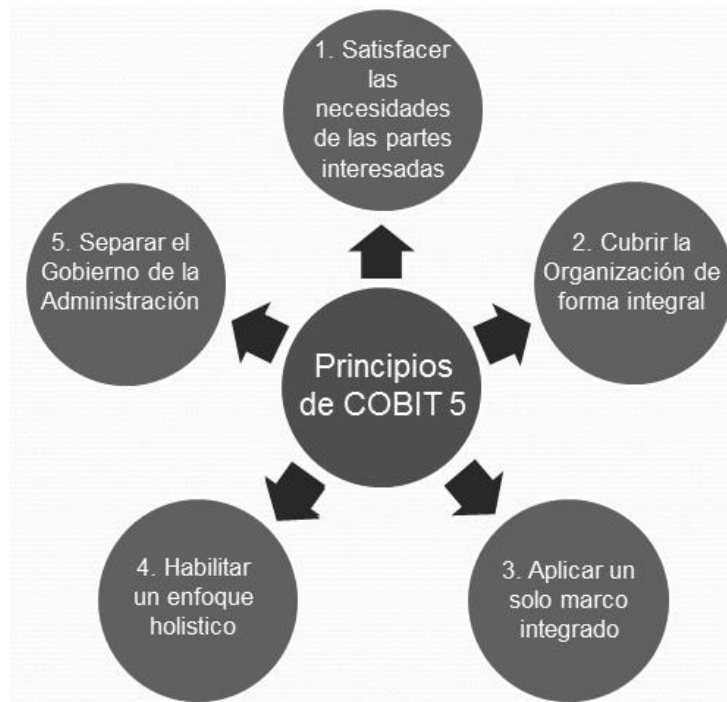 1. Satisfacer
las
necesidades
de las partes
interesadas
2. Cubrir la
Organización de
forma integral
3. Aplicar un
solo marco
integrado
4. Habilitar
un enfoque
holistico
5. Separar el
Gobierno de la
Administración
Principios
de COBIT 5